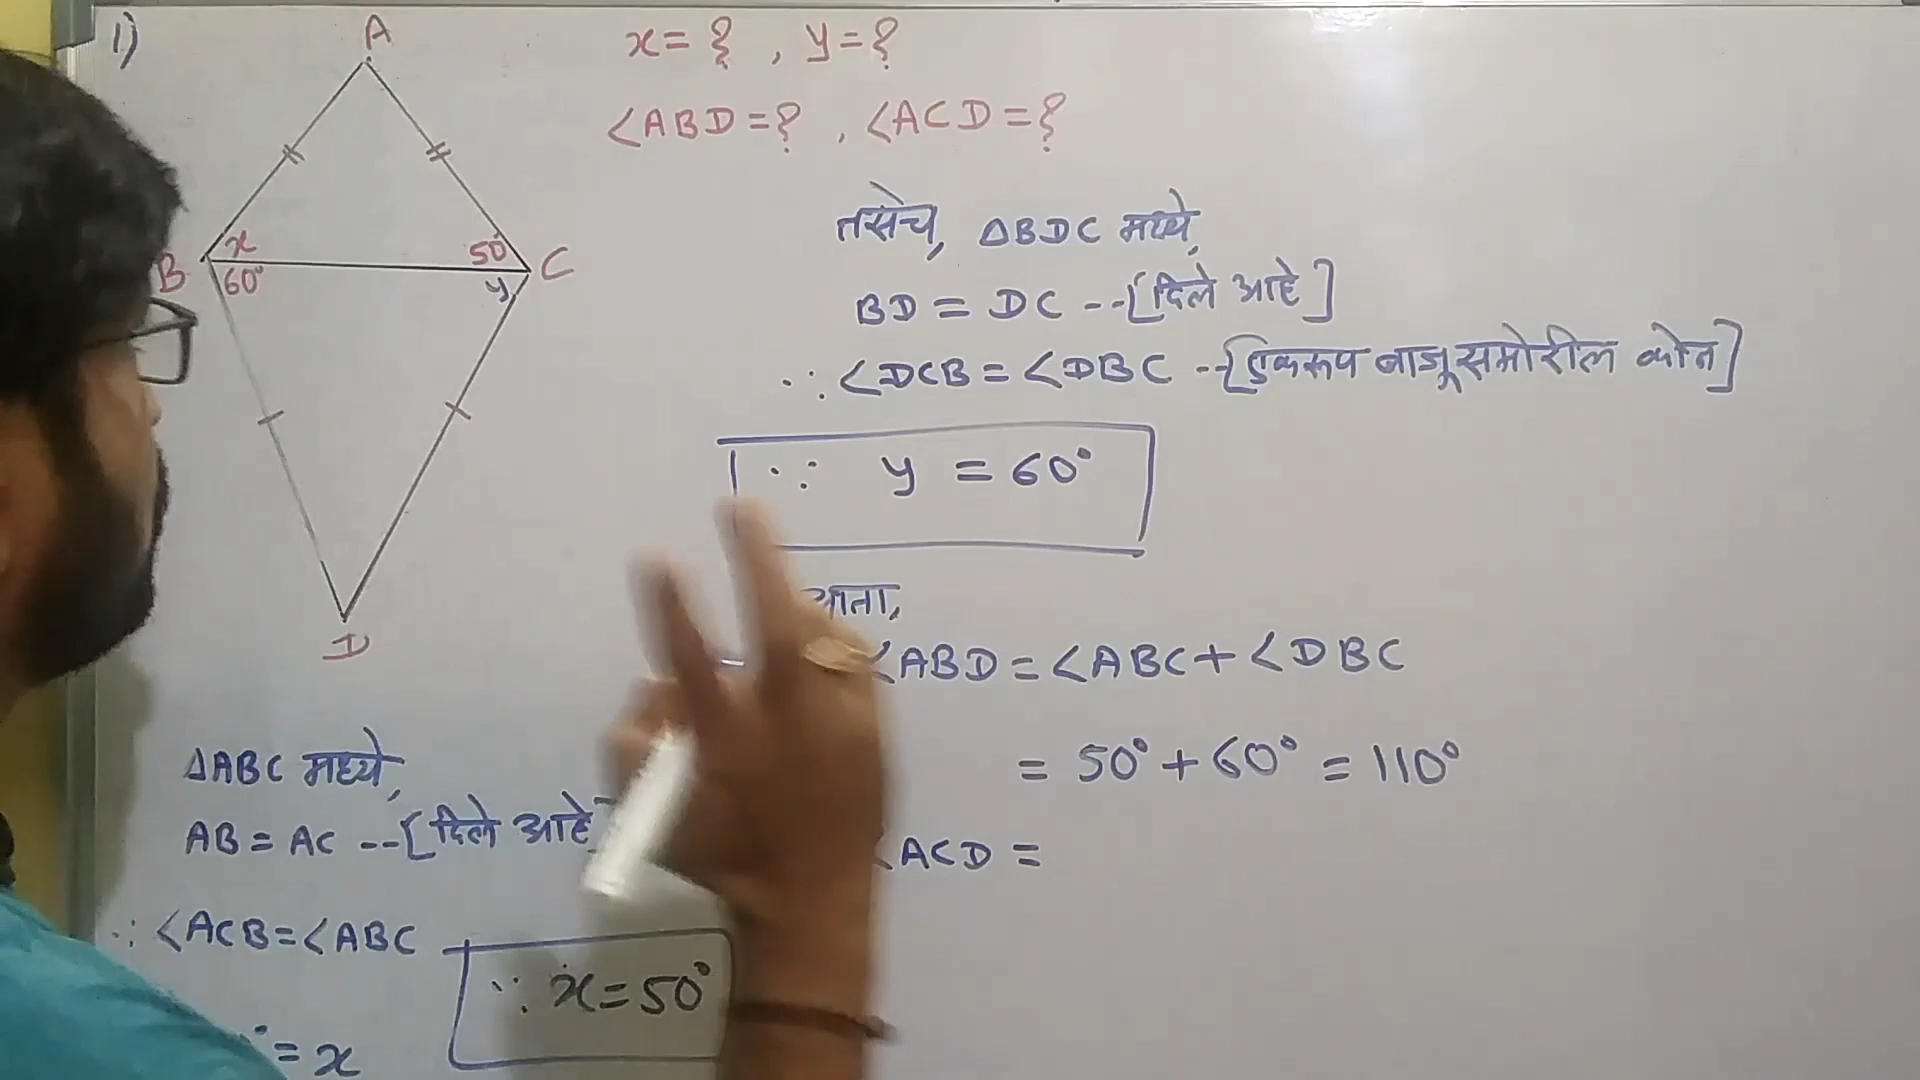 1)
A
x = ? , y = ?
∠ABD = ? , ∠ACD = ?
B x 50° C
60° y
D
तसेच, ΔBDC मध्ये,
BD = DC --[दिले आहे]
∴ ∠DCB = ∠DBC --[एकरूप बाजूसमोरील कोन]
∵ y = 60°
आता,
∠ABD = ∠ABC + ∠DBC
= 50° + 60° = 110°
∠ACD =
ΔABC मध्ये,
AB = AC --[दिले आहे]
∴ ∠ACB = ∠ABC
∵ x = 50°
° = x